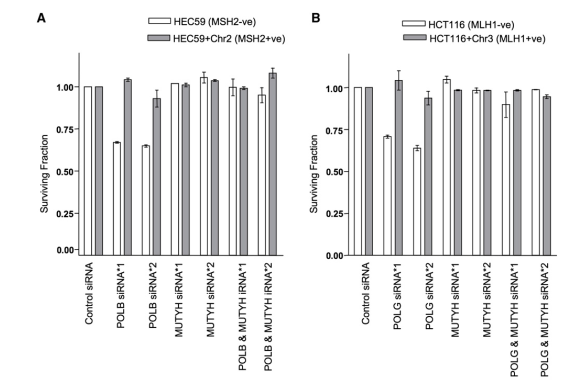 A
HEC59 (MSH2-ve)
HEC59+Chr2 (MSH2+ve)
Surviving Fraction
1.00
0.75
0.50
0.25
0.00
Control siRNA
POLB siRNA*1
POLB siRNA*2
MUTYH siRNA*1
MUTYH siRNA*2
POLB & MUTYH iRNA*1
POLB & MUTYH iRNA*2
B
HCT116 (MLH1-ve)
HCT116+Chr3 (MLH1+ve)
Surviving Fraction
1.00
0.75
0.50
0.25
0.00
Control siRNA
POLG siRNA*1
POLG siRNA*2
MUTYH siRNA*1
MUTYH siRNA*2
POLG & MUTYH siRNA*1
POLG & MUTYH siRNA*2